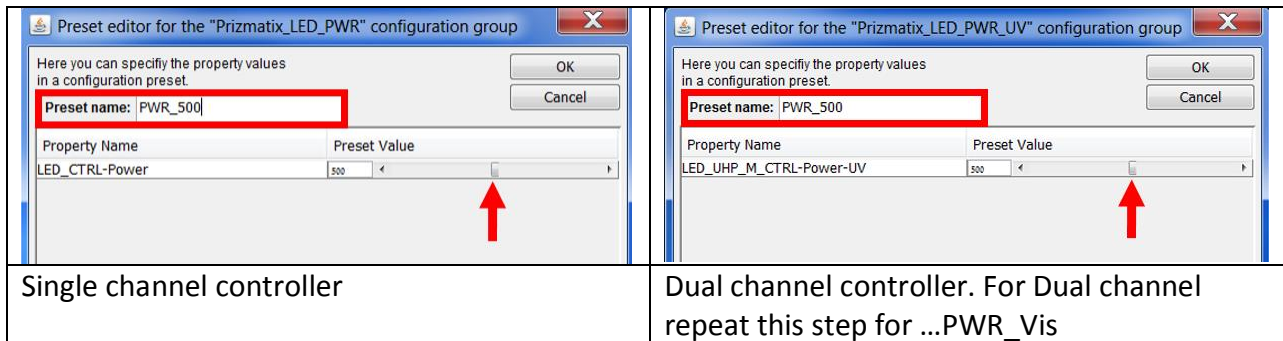 Preset editor for the "Prizmatix_LED_PWR" configuration group
Here you can specifiy the property values
in a configuration preset.
OK
Cancel
Preset name: PWR_500
Property Name Preset Value
LED_CTRL-Power 500
Single channel controller
Preset editor for the "Prizmatix_LED_PWR_UV" configuration group
Here you can specifiy the property values
in a configuration preset.
OK
Cancel
Preset name: PWR_500
Property Name Preset Value
LED_UHP_M_CTRL-Power-UV 500
Dual channel controller. For Dual channel
repeat this step for …PWR_Vis